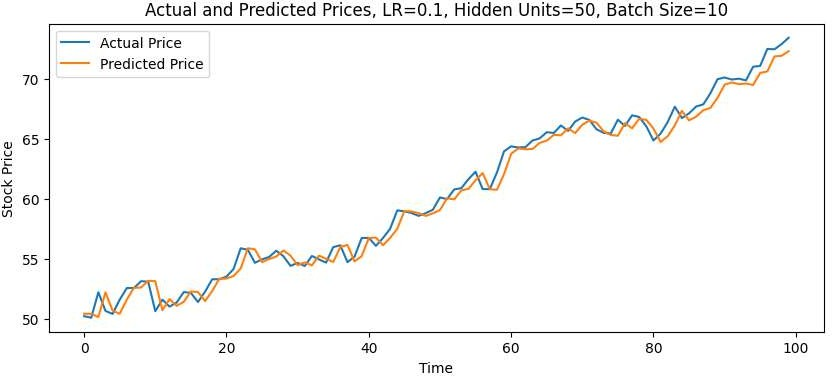 Actual and Predicted Prices, LR=0.1, Hidden Units=50, Batch Size=10
Actual Price
Predicted Price
Stock Price
70
65
60
55
50
0 20 40 60 80 100
Time